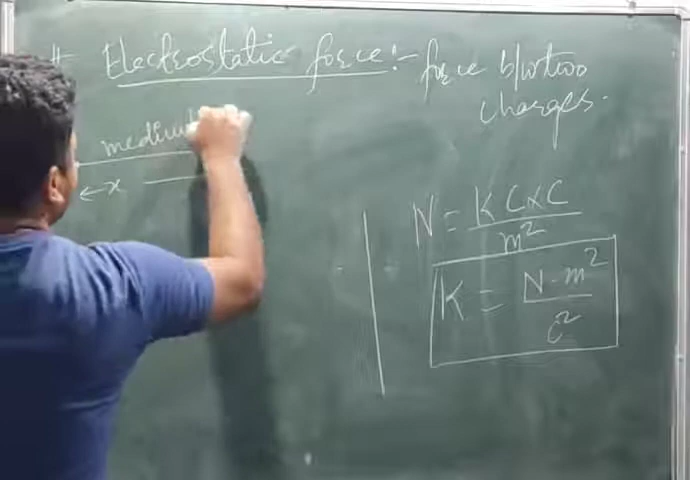 # Electrostatic force:- force b/w two
charges.
medium
← x
N = K C×C
m²
K = N-m²
c²